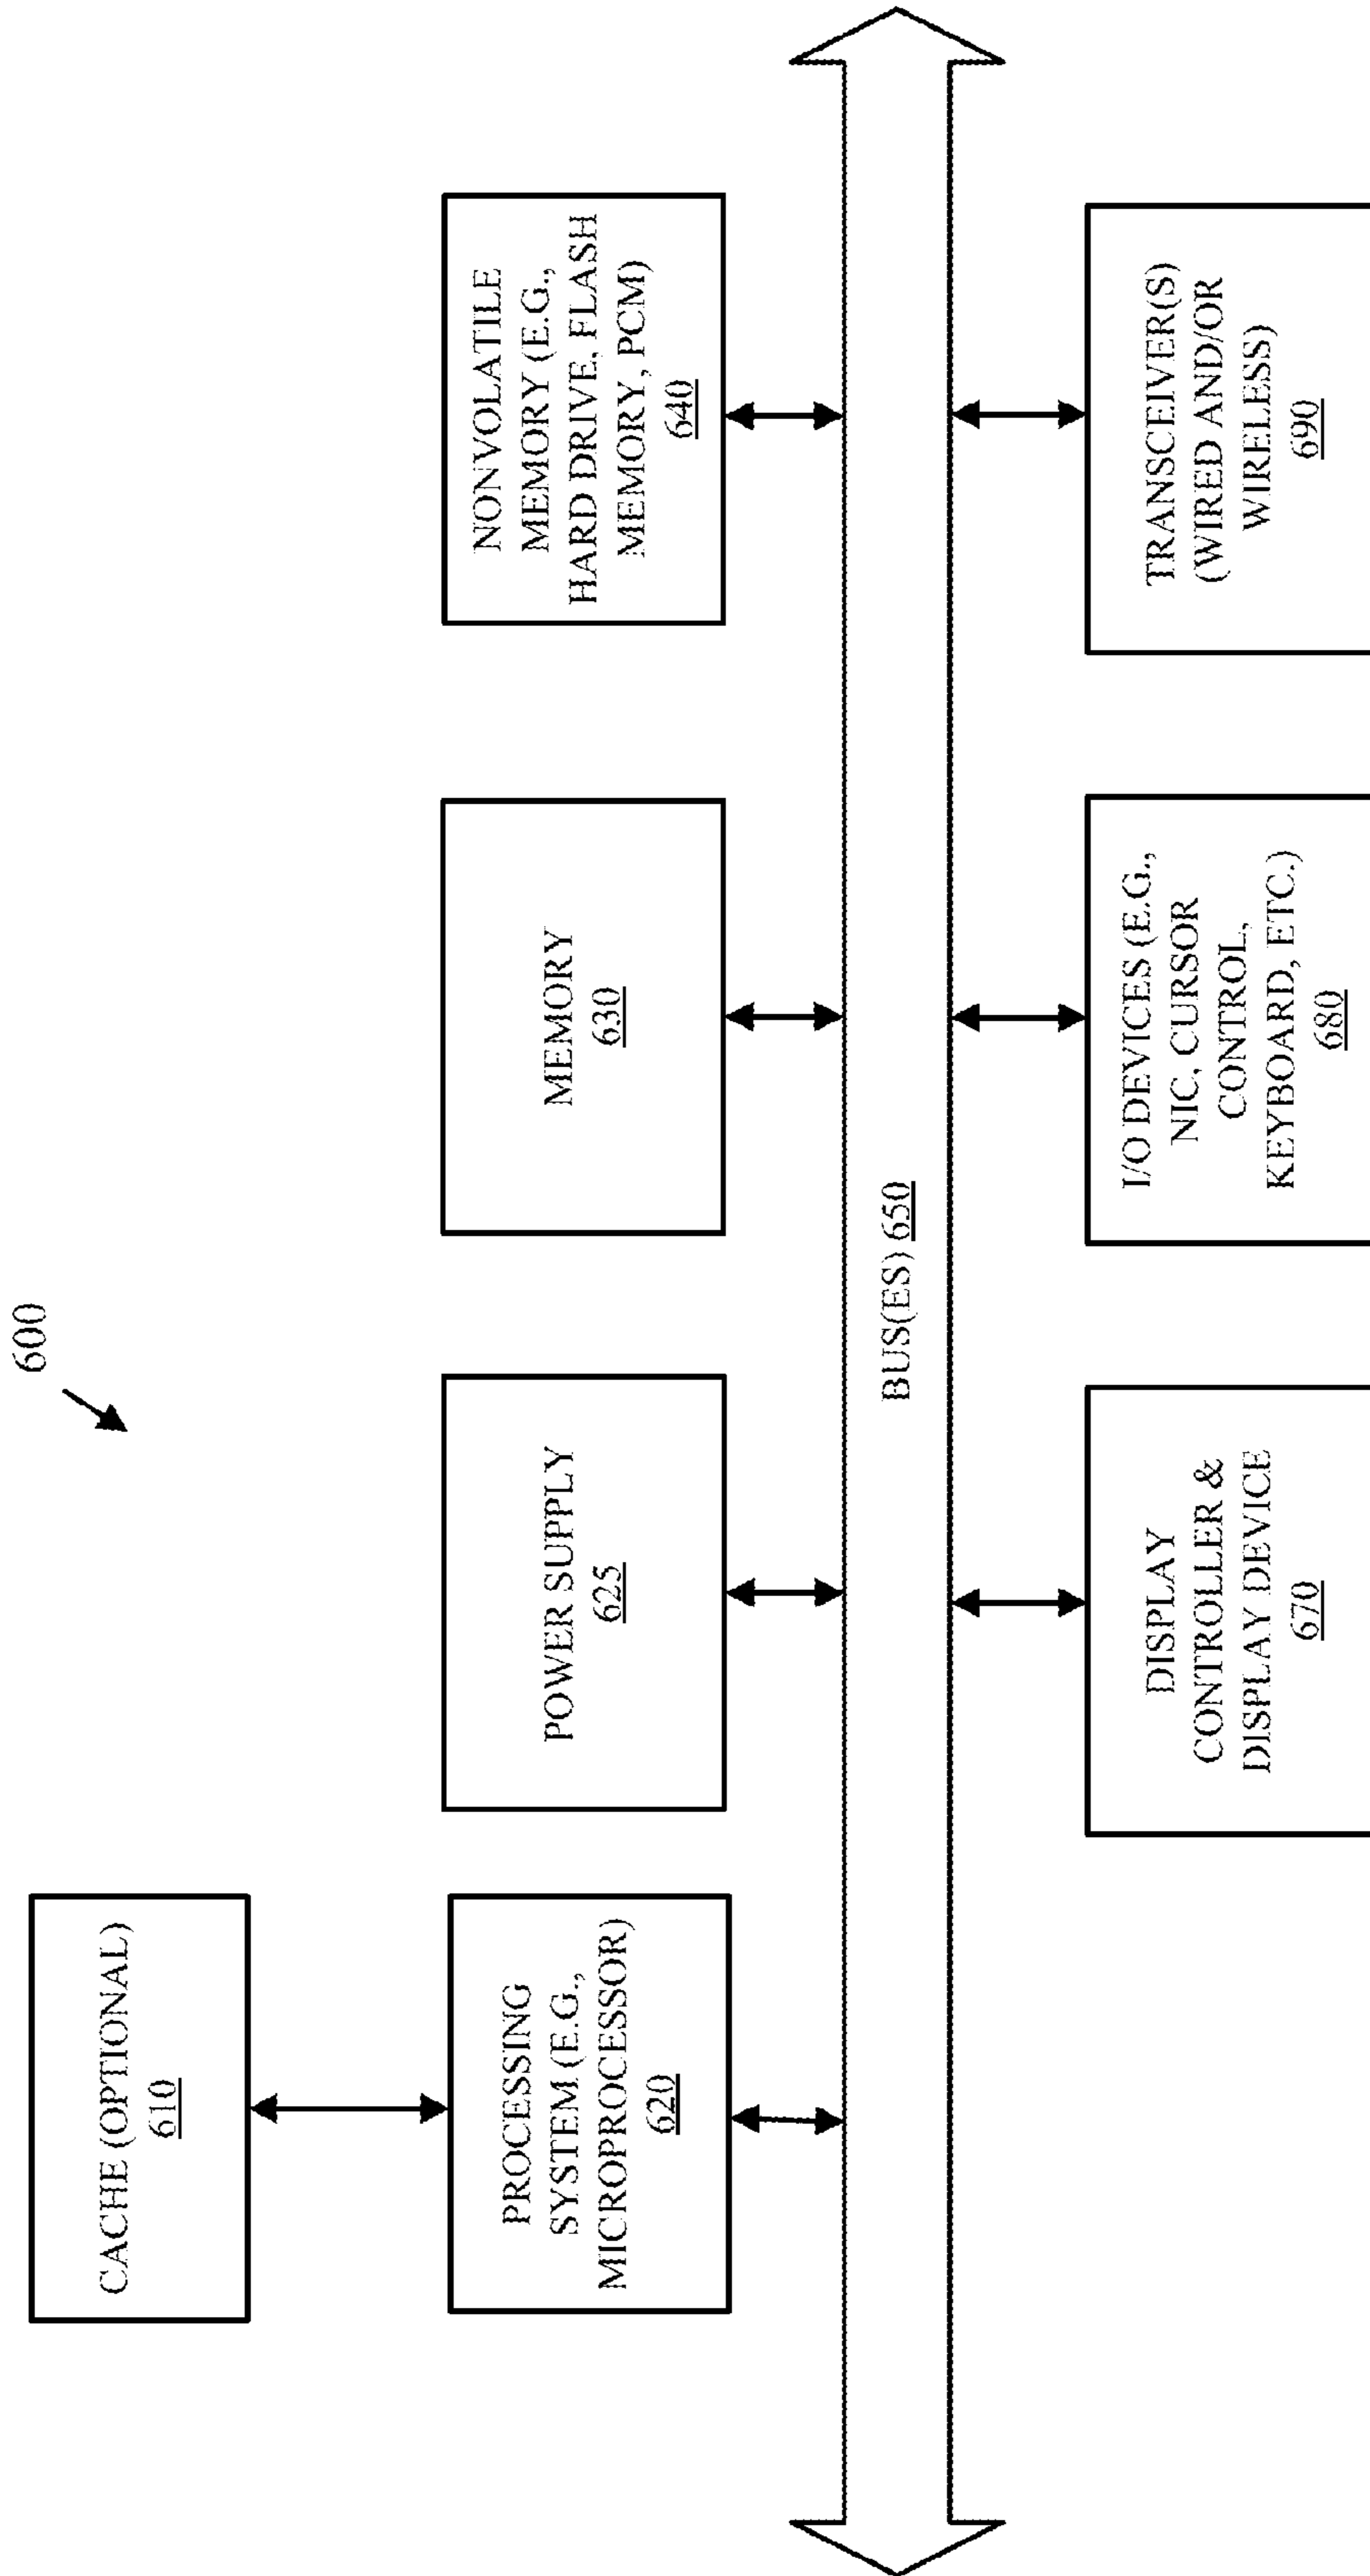 600
CACHE (OPTIONAL)
610
PROCESSING
SYSTEM (E.G.,
MICROPROCESSOR)
620
POWER SUPPLY
625
MEMORY
630
NONVOLATILE
MEMORY (E.G.,
HARD DRIVE, FLASH
MEMORY, PCM)
640
BUS(ES) 650
DISPLAY
CONTROLLER &
DISPLAY DEVICE
670
I/O DEVICES (E.G.,
NIC, CURSOR
CONTROL,
KEYBOARD, ETC.)
680
TRANSCEIVER(S)
(WIRED AND/OR
WIRELESS)
690